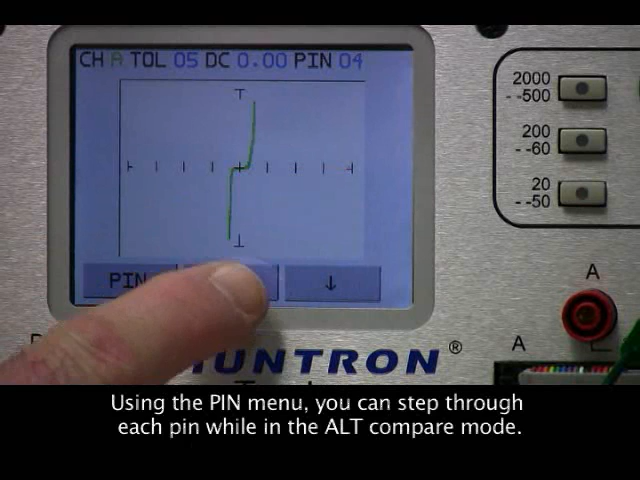 CH A TOL 05 DC 0.00 PIN 04
2000
--500
200
--60
20
--50
PIN
↓
A
HUNTRON®
A
Using the PIN menu, you can step through
each pin while in the ALT compare mode.